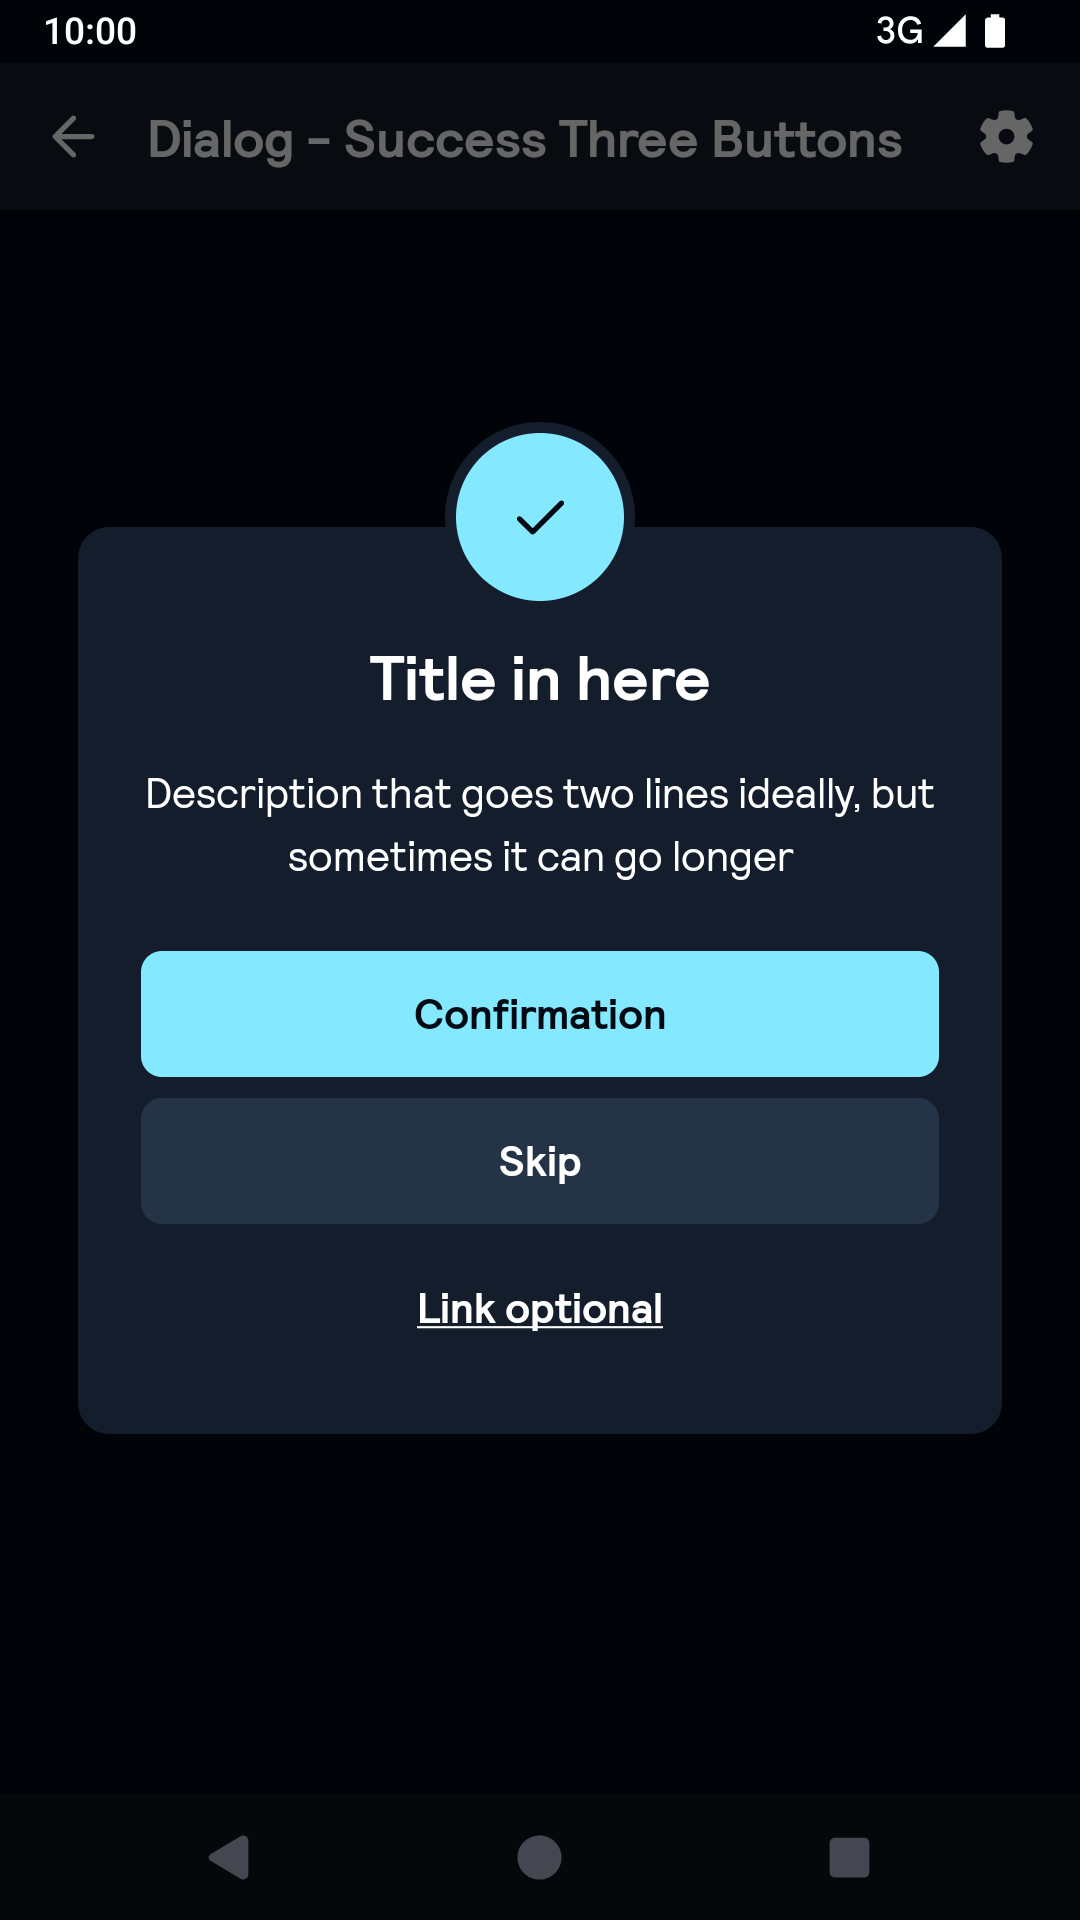 10:00 3G
Dialog - Success Three Buttons
Title in here
Description that goes two lines ideally, but
sometimes it can go longer
Confirmation
Skip
Link optional